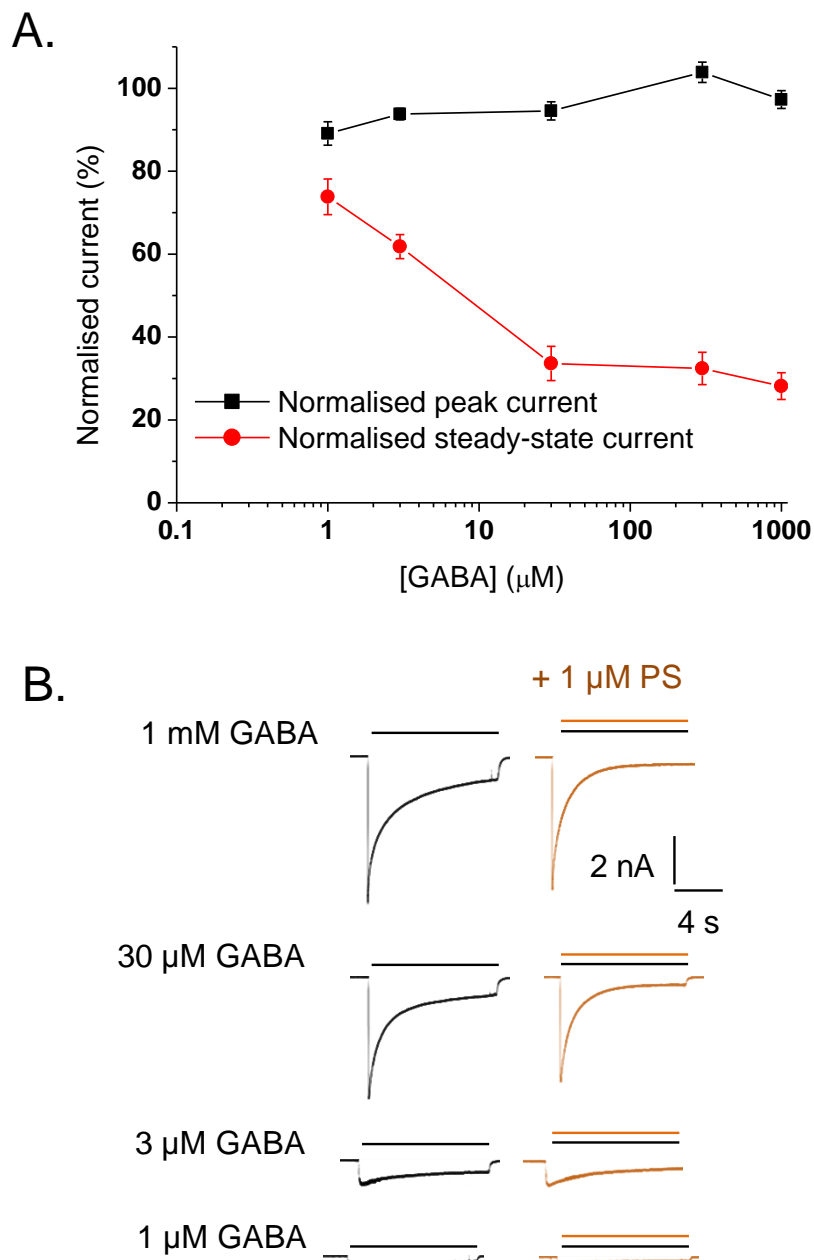 A.
Normalised current (%)
100
80
60
40
20
0
Normalised peak current
Normalised steady-state current
0.1 1 10 100 1000
[GABA] (μM)
B.
+ 1 μM PS
1 mM GABA
2 nA
4 s
30 μM GABA
3 μM GABA
1 μM GABA